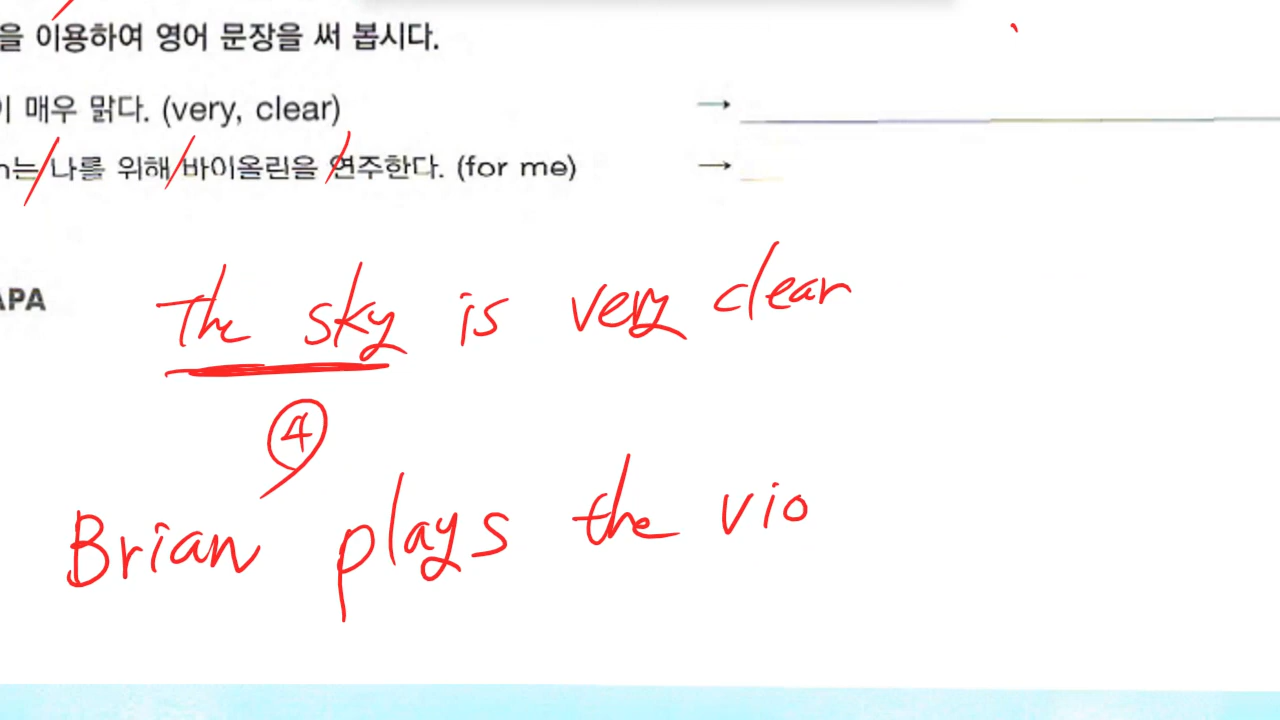 을 이용하여 영어 문장을 써 봅시다.
이 매우 맑다. (very, clear) →
n는 나를 위해 바이올린을 연주한다. (for me) →
APA
The sky is very clear
④
Brian plays the vio